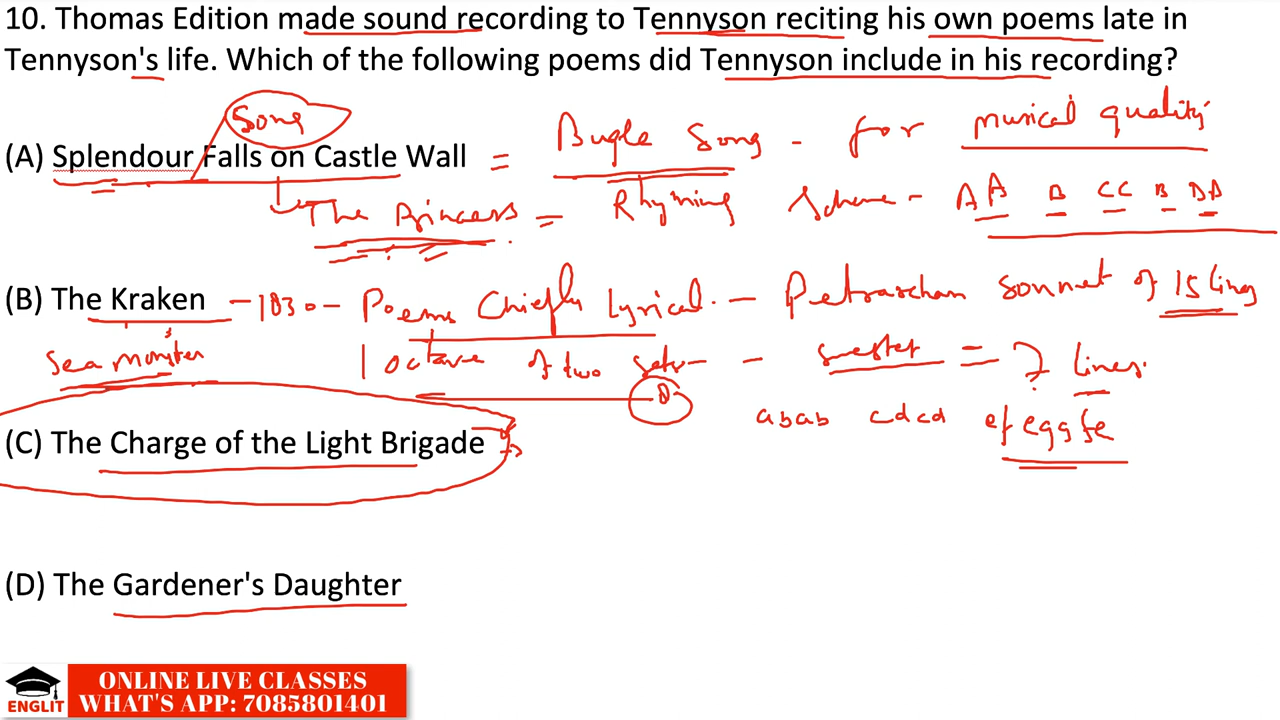 10. Thomas Edition made sound recording to Tennyson reciting his own poems late in
Tennyson's life. Which of the following poems did Tennyson include in his recording?
Song
(A) Splendour Falls on Castle Wall = Bugle Song - for musical quality
The Princess = Rhyming Scheme - AA B CC B DD
(B) The Kraken - 1830 - Poems Chiefly Lyrical. - Petrarchan sonnet of 15 lines
Sea monster 1 octave of two sets - sestet = 7 lines.
8
abab cdcd efeggfe
(C) The Charge of the Light Brigade
(D) The Gardener's Daughter
ENGLIT
ONLINE LIVE CLASSES
WHAT'S APP: 7085801401